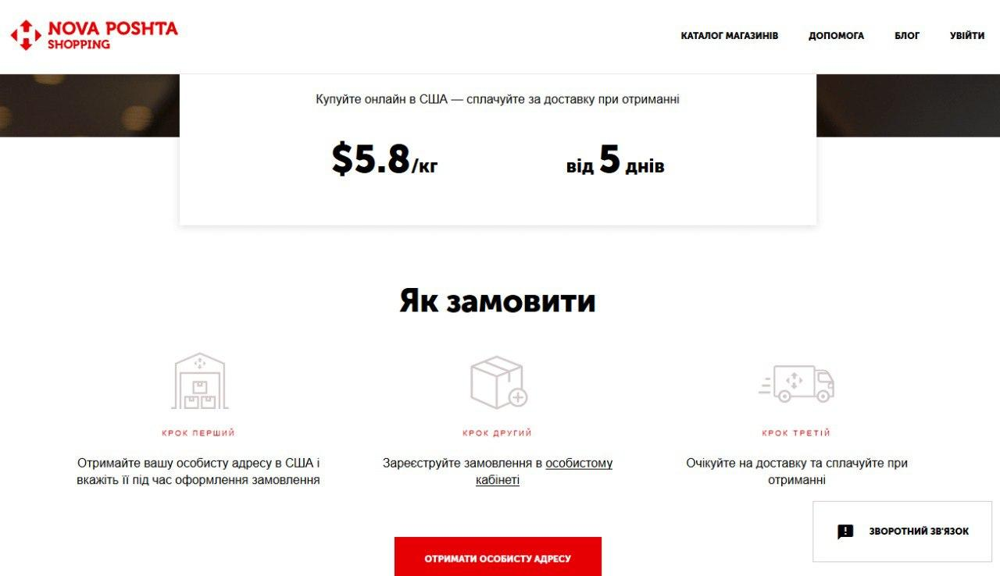 NOVA POSHTA
SHOPPING
КАТАЛОГ МАГАЗИНІВ
ДОПОМОГА
БЛОГ
УВІЙТИ
Купуйте онлайн в США — сплачуйте за доставку при отриманні
$5.8/кг
від 5 днів
Як замовити
КРОК ПЕРШИЙ
Отримайте вашу особисту адресу в США і
вкажіть її під час оформлення замовлення
КРОК ДРУГИЙ
Зареєструйте замовлення в особистому
кабінеті
КРОК ТРЕТІЙ
Очікуйте на доставку та сплачуйте при
отриманні
ЗВОРОТНИЙ ЗВ'ЯЗОК
ОТРИМАТИ ОСОБИСТУ АДРЕСУ